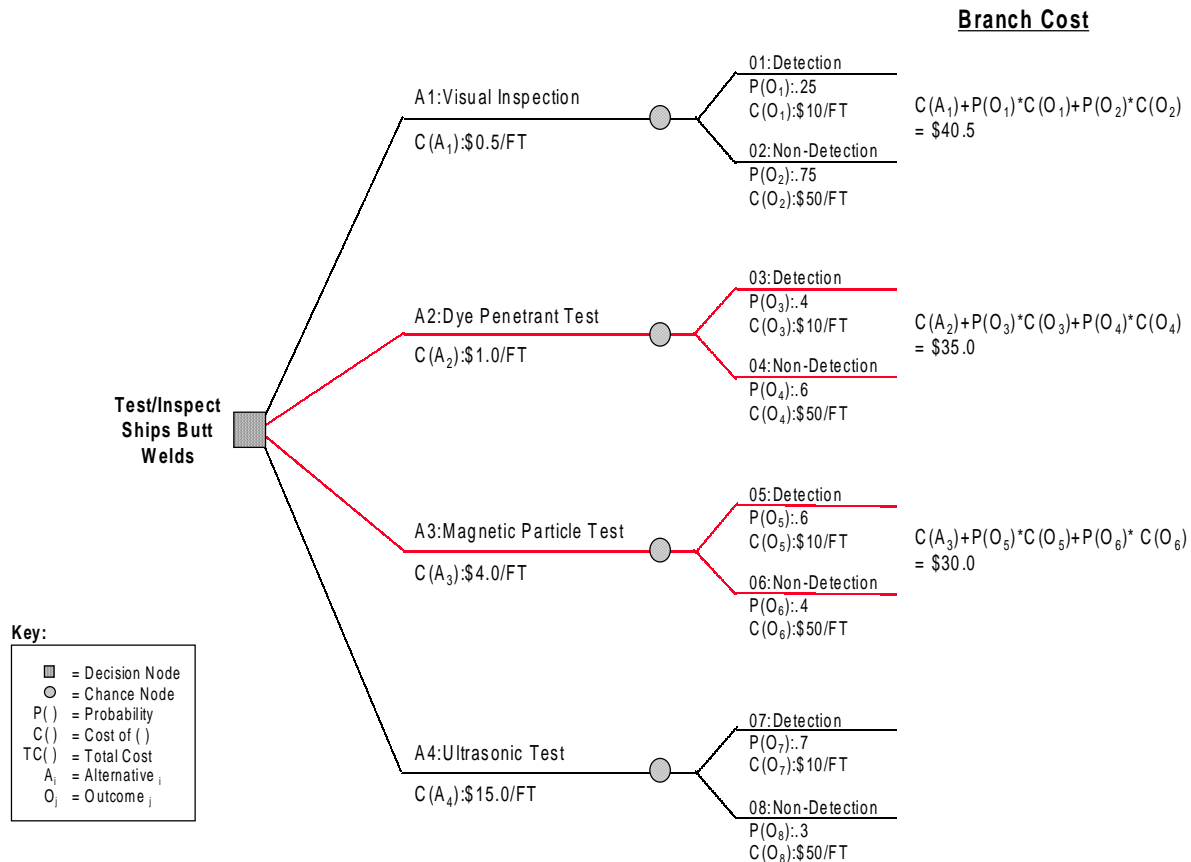 Branch Cost
A1:Visual Inspection
C(A₁):$0.5/FT
01:Detection
P(O₁):.25
C(O₁):$10/FT
02:Non-Detection
P(O₂):.75
C(O₂):$50/FT
C(A₁)+P(O₁)*C(O₁)+P(O₂)*C(O₂)
= $40.5
A2:Dye Penetrant Test
C(A₂):$1.0/FT
03:Detection
P(O₃):.4
C(O₃):$10/FT
04:Non-Detection
P(O₄):.6
C(O₄):$50/FT
C(A₂)+P(O₃)*C(O₃)+P(O₄)*C(O₄)
= $35.0
Test/Inspect
Ships Butt
Welds
A3:Magnetic Particle Test
C(A₃):$4.0/FT
05:Detection
P(O₅):.6
C(O₅):$10/FT
06:Non-Detection
P(O₆):.4
C(O₆):$50/FT
C(A₃)+P(O₅)*C(O₅)+P(O₆)* C(O₆)
= $30.0
A4:Ultrasonic Test
C(A₄):$15.0/FT
07:Detection
P(O₇):.7
C(O₇):$10/FT
08:Non-Detection
P(O₈):.3
C(O₈):$50/FT
Key:
= Decision Node
= Chance Node
P( ) = Probability
C( ) = Cost of ( )
TC( ) = Total Cost
Aᵢ = Alternative ᵢ
Oⱼ = Outcome ⱼ